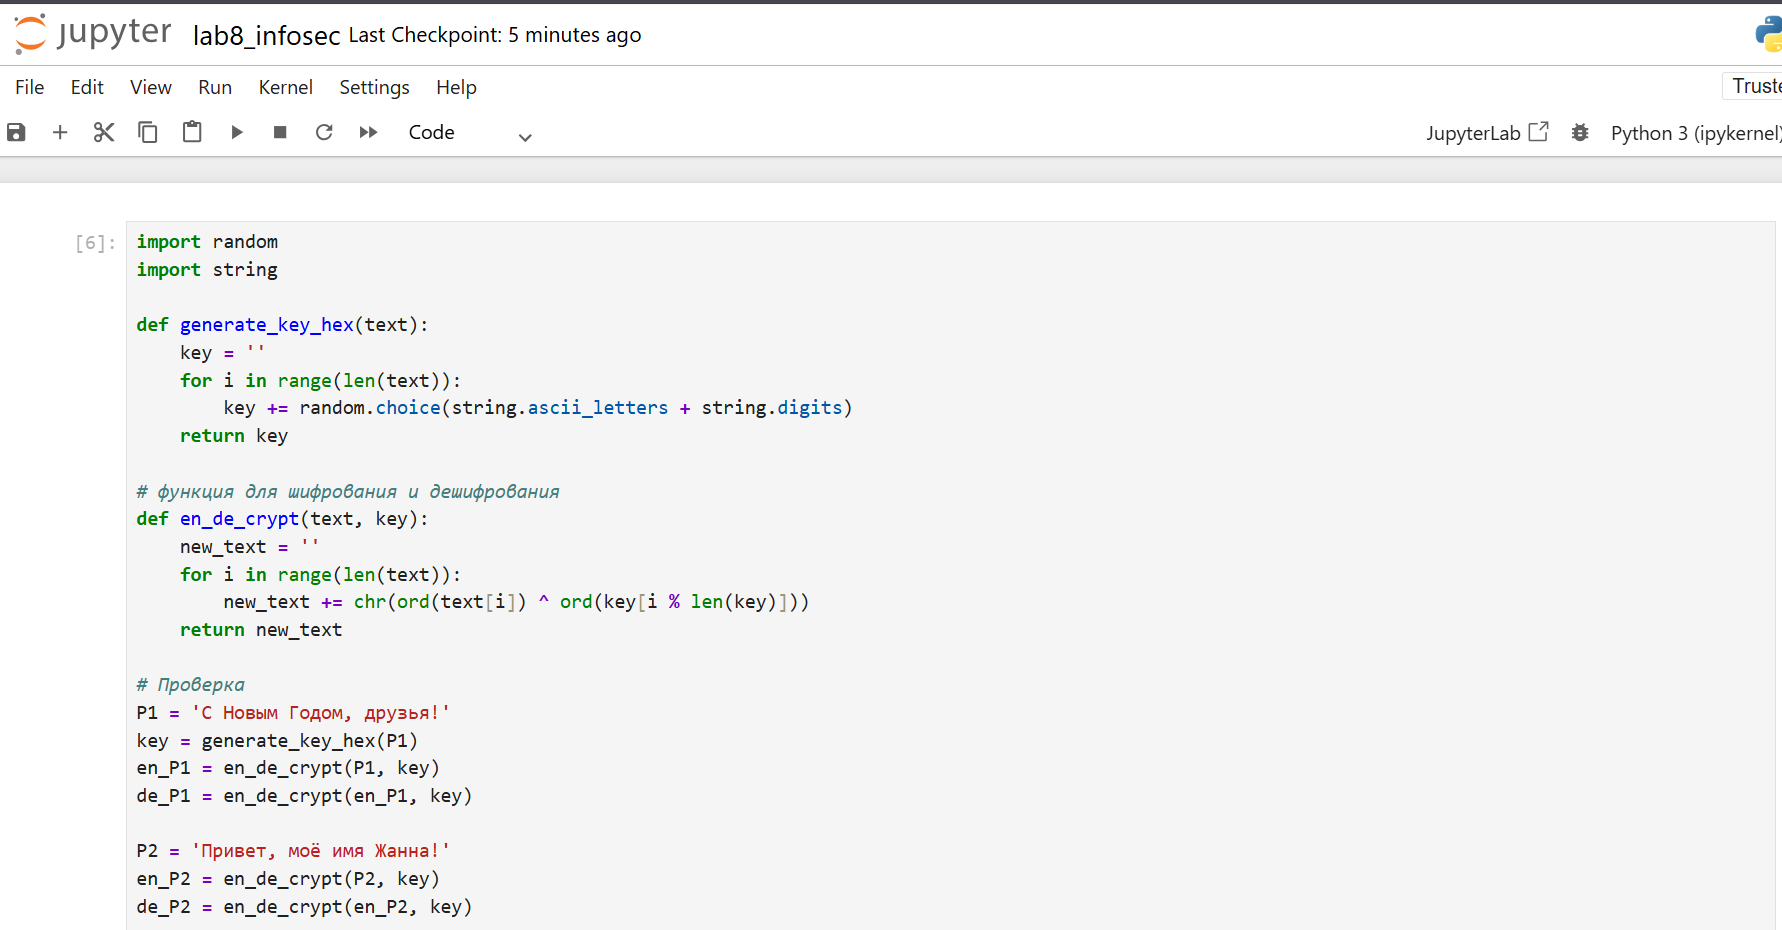 jupyter lab8_infosec Last Checkpoint: 5 minutes ago
File Edit View Run Kernel Settings Help
Truste
Code
JupyterLab Python 3 (ipykernel)
[6]:
import random
import string

def generate_key_hex(text):
    key = ''
    for i in range(len(text)):
        key += random.choice(string.ascii_letters + string.digits)
    return key

# функция для шифрования и дешифрования
def en_de_crypt(text, key):
    new_text = ''
    for i in range(len(text)):
        new_text += chr(ord(text[i]) ^ ord(key[i % len(key)]))
    return new_text

# Проверка
P1 = 'С Новым Годом, друзья!'
key = generate_key_hex(P1)
en_P1 = en_de_crypt(P1, key)
de_P1 = en_de_crypt(en_P1, key)

P2 = 'Привет, моё имя Жанна!'
en_P2 = en_de_crypt(P2, key)
de_P2 = en_de_crypt(en_P2, key)